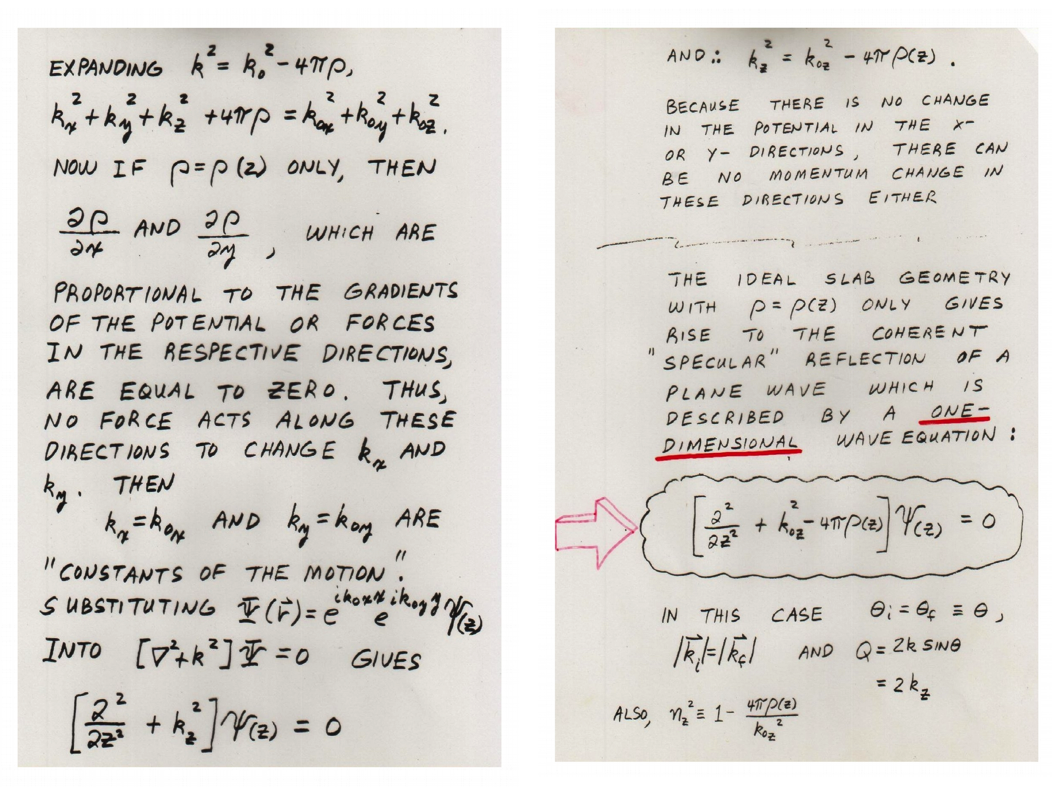 EXPANDING k² = k₀² - 4πρ,
kₓ² + k_y² + k_z² + 4πρ = k₀ₓ² + k₀y² + k₀z².
NOW IF ρ = ρ(z) ONLY, THEN
∂ρ/∂x AND ∂ρ/∂y, WHICH ARE
PROPORTIONAL TO THE GRADIENTS
OF THE POTENTIAL OR FORCES
IN THE RESPECTIVE DIRECTIONS,
ARE EQUAL TO ZERO. THUS,
NO FORCE ACTS ALONG THESE
DIRECTIONS TO CHANGE kₓ AND
k_y. THEN
kₓ = k₀ₓ AND k_y = k₀y ARE
"CONSTANTS OF THE MOTION".
SUBSTITUTING Ψ(r⃗) = e^{ik₀ₓx} e^{ik₀y y} ψ(z)
INTO [∇² + k²]Ψ = 0 GIVES
[∂²/∂z² + k_z²]ψ(z) = 0
AND: k_z² = k₀z² - 4πρ(z).
BECAUSE THERE IS NO CHANGE
IN THE POTENTIAL IN THE X-
OR Y- DIRECTIONS, THERE CAN
BE NO MOMENTUM CHANGE IN
THESE DIRECTIONS EITHER
THE IDEAL SLAB GEOMETRY
WITH ρ = ρ(z) ONLY GIVES
RISE TO THE COHERENT
"SPECULAR" REFLECTION OF A
PLANE WAVE WHICH IS
DESCRIBED BY A ONE-
DIMENSIONAL WAVE EQUATION:
[∂²/∂z² + k₀z² - 4πρ(z)]ψ(z) = 0
IN THIS CASE θi = θf ≡ θ,
|k⃗i| = |k⃗f| AND Q = 2k SINθ
= 2k_z
ALSO, n_z² ≡ 1 - 4πρ(z)/k₀z²